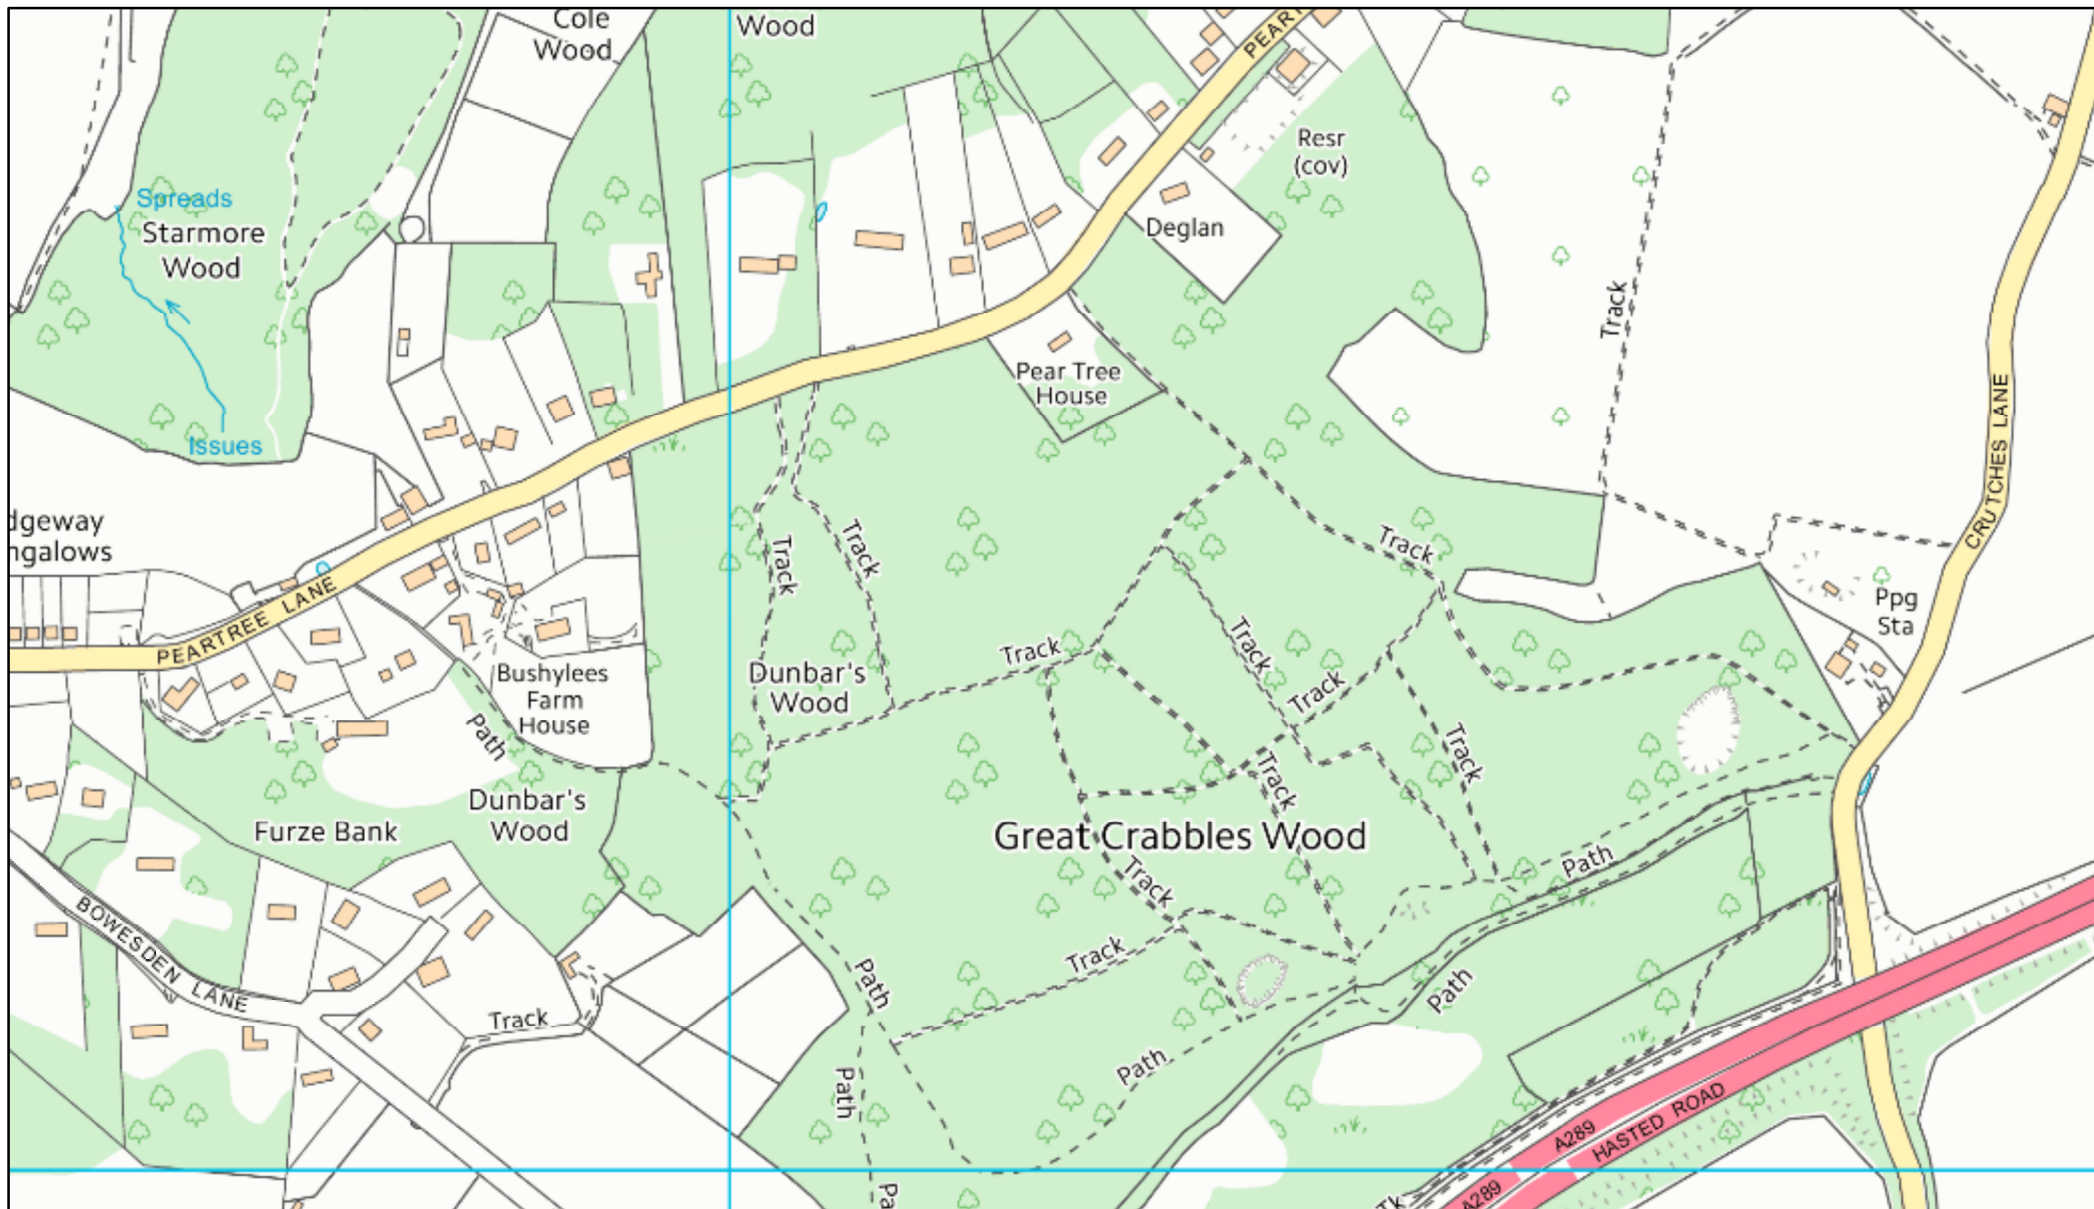 Cole
Wood
Wood
PEART
Resr
(cov)
Spreads
Starmore
Wood
Deglan
Track
Issues
Pear Tree
House
CRUTCHES LANE
dgeway
ngalows
Track
Track
Track
PEARTREE LANE
Ppg
Sta
Track
Track
Bushylees
Farm
House
Dunbar's
Wood
Track
Path
Track
Track
Dunbar's
Wood
Furze Bank
Great Crabbles Wood
Path
Track
BOWESDEN LANE
Track
Path
Path
Track
Path
Path
A289
HASTED ROAD
A289
Pa
Tk